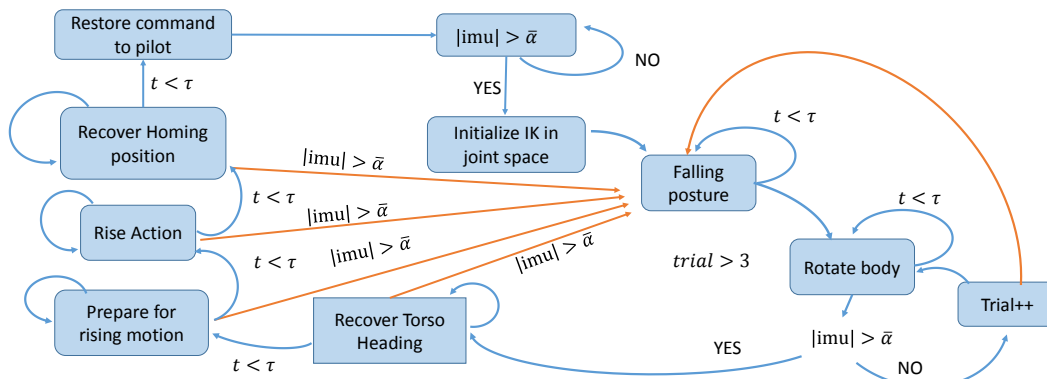 Restore command
to pilot
|imu| > ᾱ
NO
YES
t < τ
Recover Homing
position
Initialize IK in
joint space
t < τ
Falling
posture
|imu| > ᾱ
t < τ
Rise Action
|imu| > ᾱ
t < τ
t < τ
|imu| > ᾱ
|imu| > ᾱ
trial > 3
Rotate body
Prepare for
rising motion
Recover Torso
Heading
Trial++
t < τ
YES
|imu| > ᾱ
NO